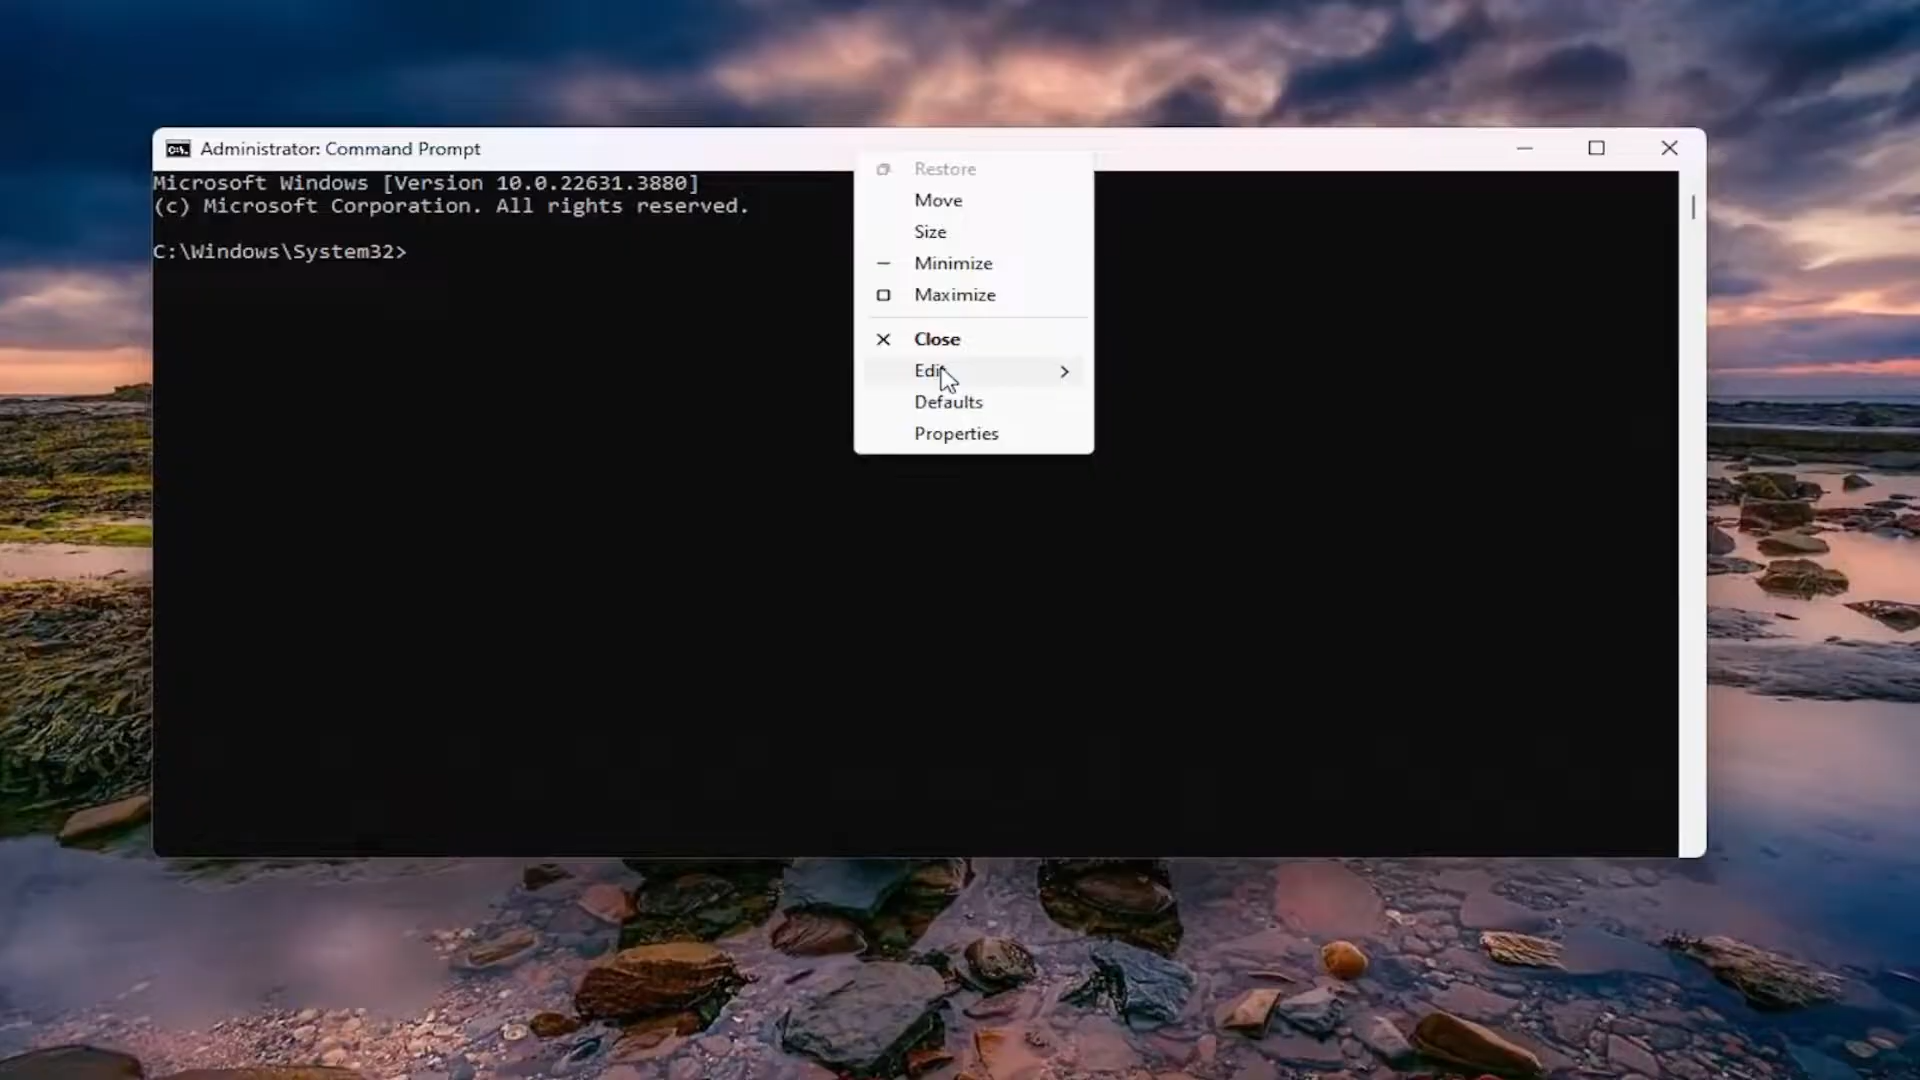 Administrator: Command Prompt
Microsoft Windows [Version 10.0.22631.3880]
(c) Microsoft Corporation. All rights reserved.
C:\Windows\System32>
Restore
Move
Size
Minimize
Maximize
Close
Edit
Defaults
Properties